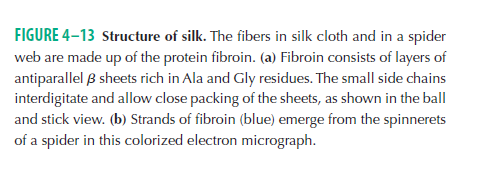 FIGURE 4–13 Structure of silk. The fibers in silk cloth and in a spider
web are made up of the protein fibroin. (a) Fibroin consists of layers of
antiparallel β sheets rich in Ala and Gly residues. The small side chains
interdigitate and allow close packing of the sheets, as shown in the ball
and stick view. (b) Strands of fibroin (blue) emerge from the spinnerets
of a spider in this colorized electron micrograph.